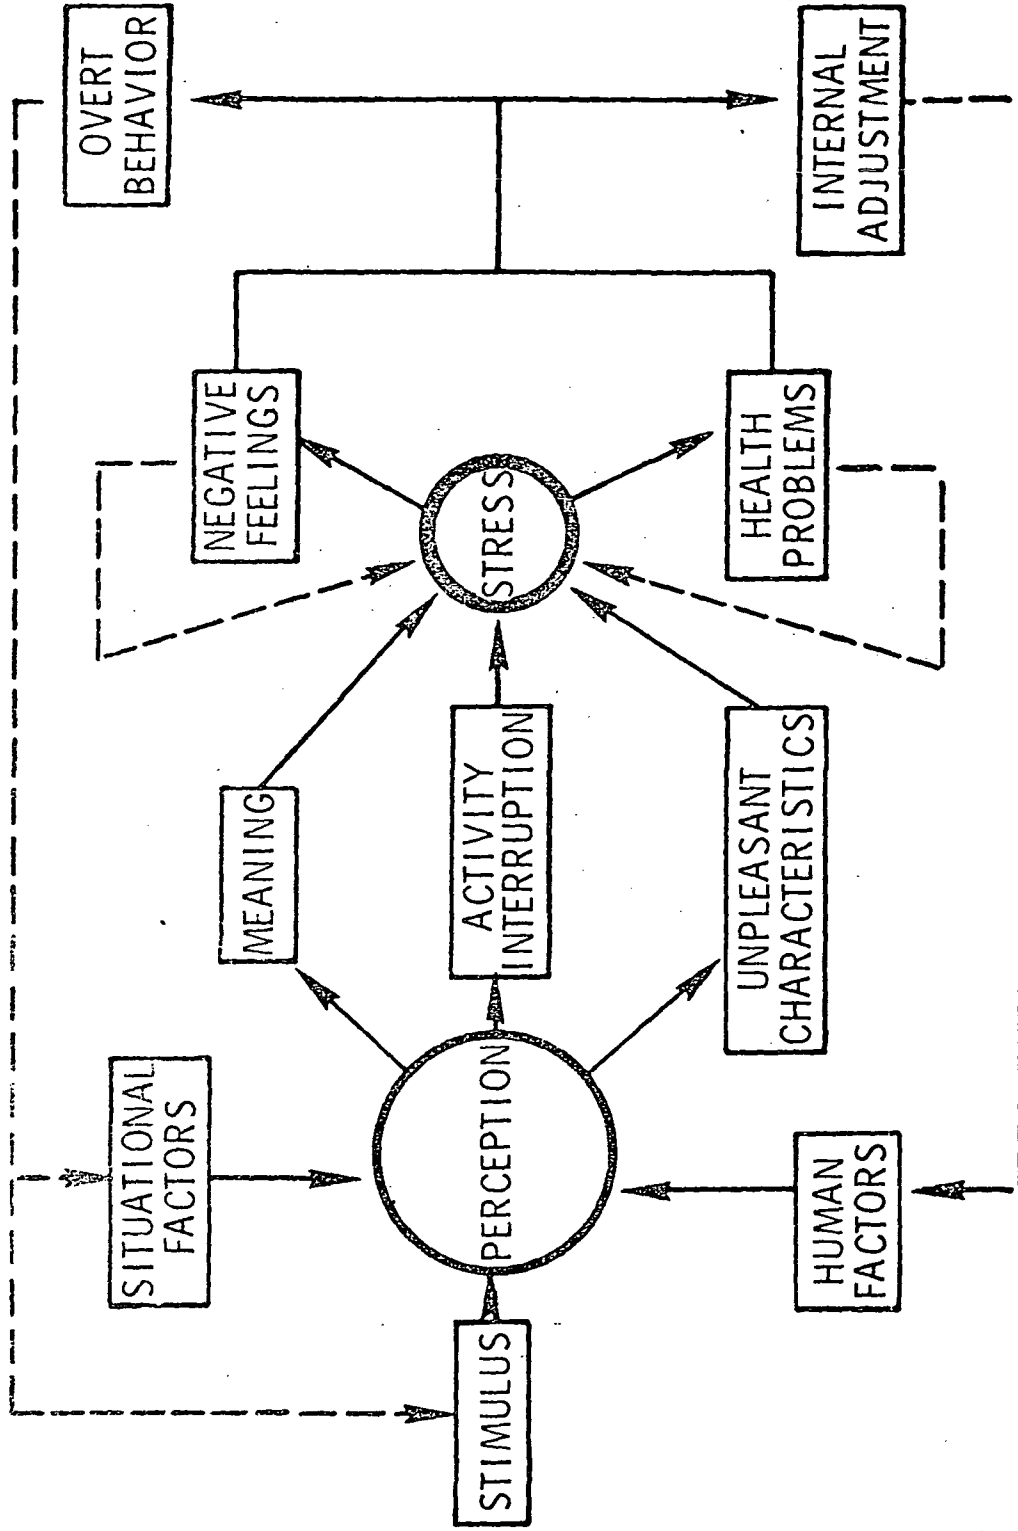 STIMULUS
SITUATIONAL
FACTORS
PERCEPTION
HUMAN
FACTORS
MEANING
ACTIVITY
INTERRUPTION
UNPLEASANT
CHARACTERISTICS
STRESS
NEGATIVE
FEELINGS
HEALTH
PROBLEMS
OVERT
BEHAVIOR
INTERNAL
ADJUSTMENT